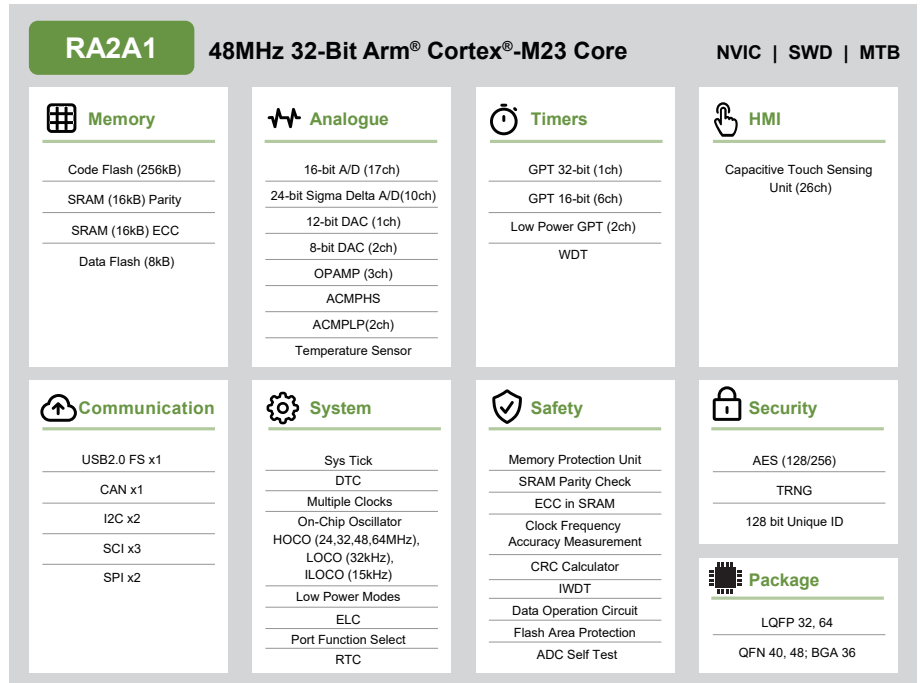 RA2A1
48MHz 32-Bit Arm® Cortex®-M23 Core
NVIC | SWD | MTB
Memory
Code Flash (256kB)
SRAM (16kB) Parity
SRAM (16kB) ECC
Data Flash (8kB)
Analogue
16-bit A/D (17ch)
24-bit Sigma Delta A/D(10ch)
12-bit DAC (1ch)
8-bit DAC (2ch)
OPAMP (3ch)
ACMPHS
ACMPLP(2ch)
Temperature Sensor
Timers
GPT 32-bit (1ch)
GPT 16-bit (6ch)
Low Power GPT (2ch)
WDT
HMI
Capacitive Touch Sensing
Unit (26ch)
Communication
USB2.0 FS x1
CAN x1
I2C x2
SCI x3
SPI x2
System
Sys Tick
DTC
Multiple Clocks
On-Chip Oscillator
HOCO (24,32,48,64MHz),
LOCO (32kHz),
ILOCO (15kHz)
Low Power Modes
ELC
Port Function Select
RTC
Safety
Memory Protection Unit
SRAM Parity Check
ECC in SRAM
Clock Frequency
Accuracy Measurement
CRC Calculator
IWDT
Data Operation Circuit
Flash Area Protection
ADC Self Test
Security
AES (128/256)
TRNG
128 bit Unique ID
Package
LQFP 32, 64
QFN 40, 48; BGA 36